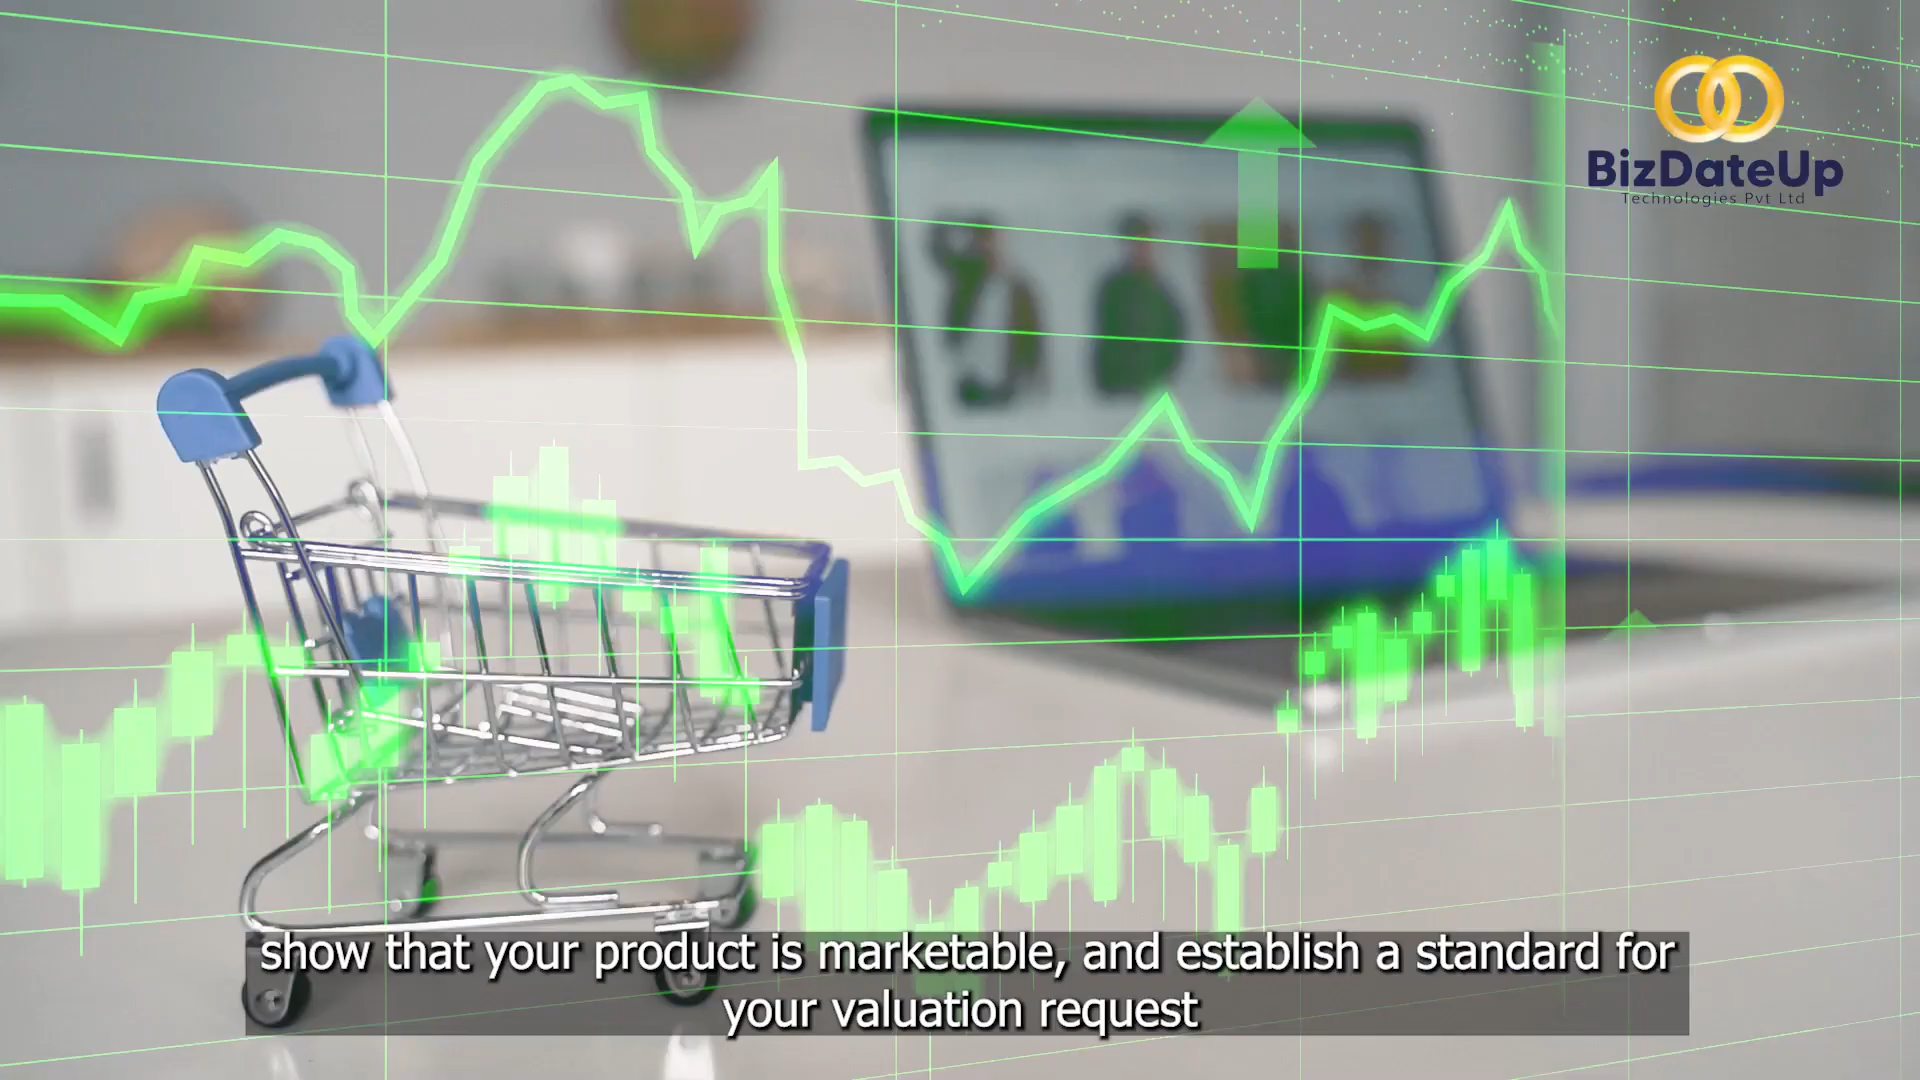 BizDateUp
Technologies Pvt Ltd
show that your product is marketable, and establish a standard for
your valuation request